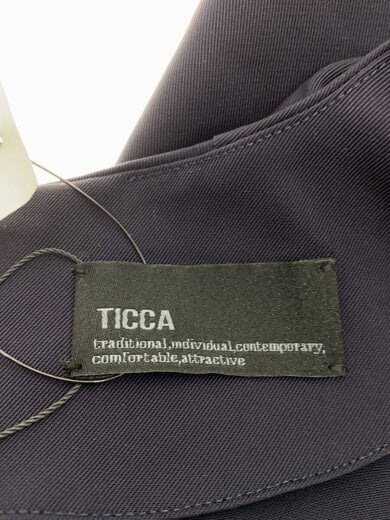 TICCA
traditional,individual,contemporary,
comfortable,attractive